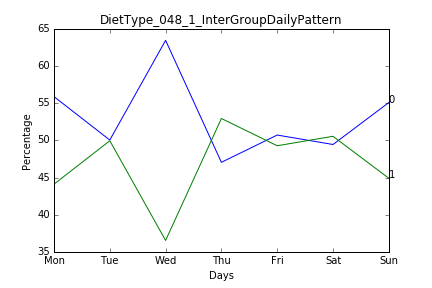 DietType_048_1_InterGroupDailyPattern
65
60
55
50
45
40
35
Percentage
0
1
Mon Tue Wed Thu Fri Sat Sun
Days